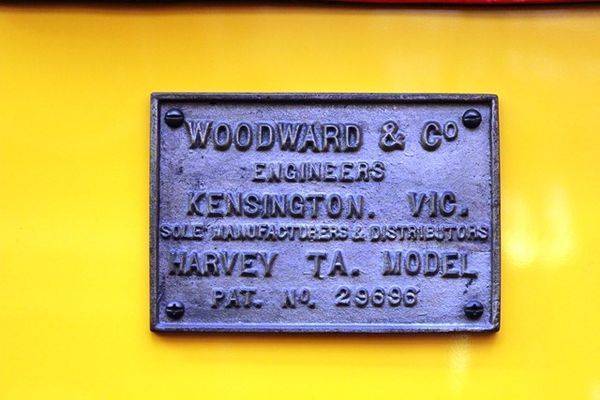 WOODWARD & Co
ENGINEERS
KENSINGTON. VIC.
SOLE MANUFACTURERS & DISTRIBUTORS
HARVEY TA. MODEL
PAT. No. 29696